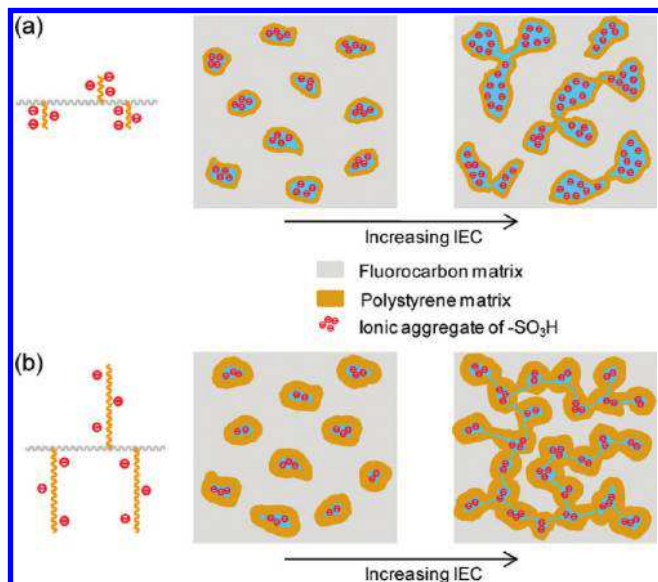 (a)
Increasing IEC
Fluorocarbon matrix
Polystyrene matrix
Ionic aggregate of -SO₃H
(b)
Increasing IEC